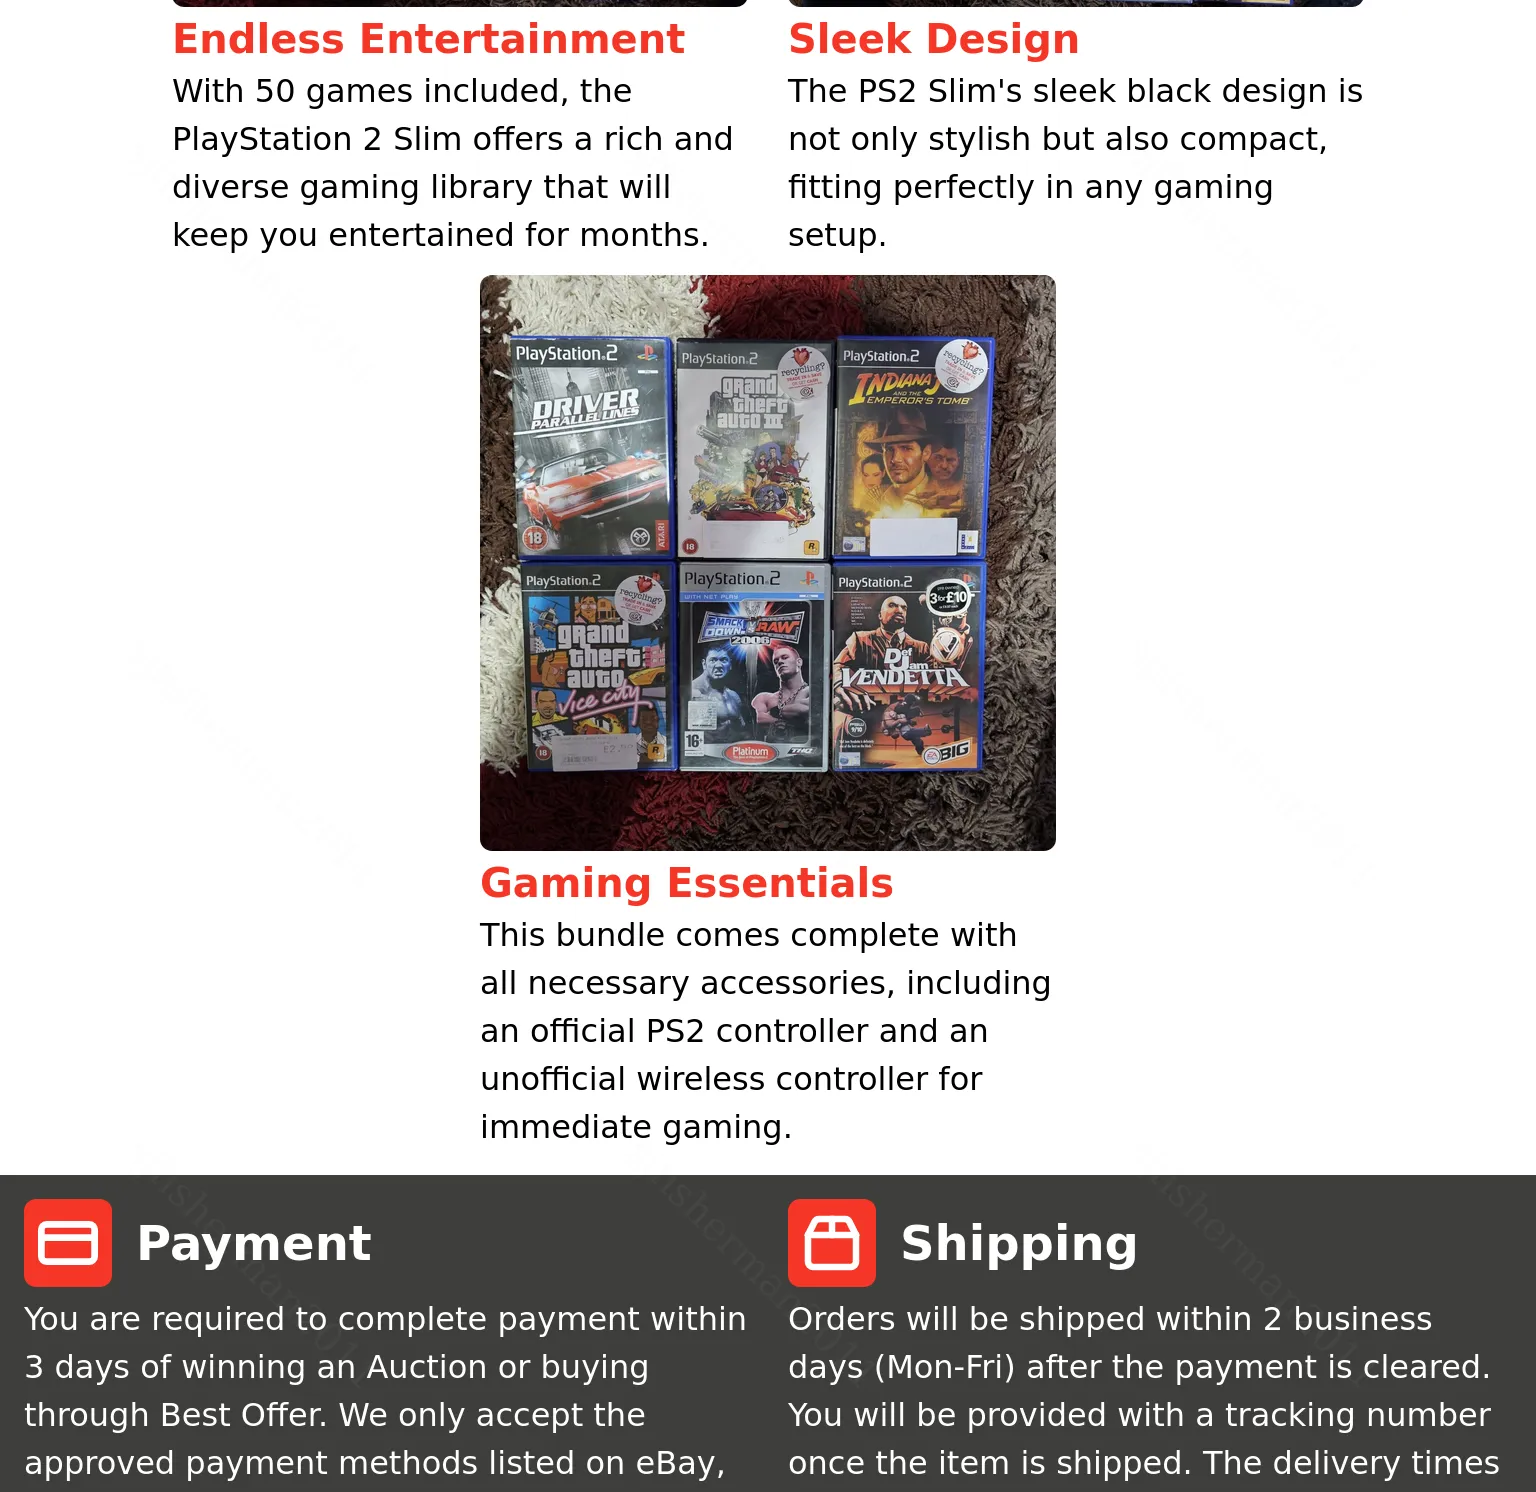 Endless Entertainment
With 50 games included, the
PlayStation 2 Slim offers a rich and
diverse gaming library that will
keep you entertained for months.
Sleek Design
The PS2 Slim's sleek black design is
not only stylish but also compact,
fitting perfectly in any gaming
setup.
PlayStation.2
DRIVER
PARALLEL LINES
18
ATARI
PlayStation.2
recycling?
grand
theft
auto III
18
R
PlayStation.2
recycling?
INDIANA
AND THE
EMPEROR'S TOMB
PlayStation.2
recycling?
grand
theft
auto
vice city
£2.
18
R
PlayStation.2
WITH NET PLAY
SMACK
DOWN! VS RAW
2006
16+
Platinum
THQ
PlayStation.2
3 for £10
Def
Jam
VENDETTA
9/10
EA
BIG
Gaming Essentials
This bundle comes complete with
all necessary accessories, including
an official PS2 controller and an
unofficial wireless controller for
immediate gaming.
Payment
You are required to complete payment within
3 days of winning an Auction or buying
through Best Offer. We only accept the
approved payment methods listed on eBay,
Shipping
Orders will be shipped within 2 business
days (Mon-Fri) after the payment is cleared.
You will be provided with a tracking number
once the item is shipped. The delivery times